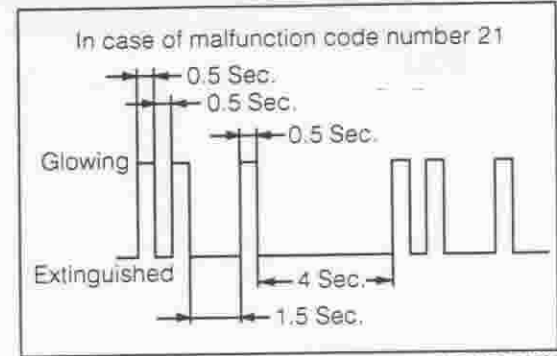 In case of malfunction code number 21
0.5 Sec.
0.5 Sec.
0.5 Sec.
Glowing
Extinguished
4 Sec.
1.5 Sec.